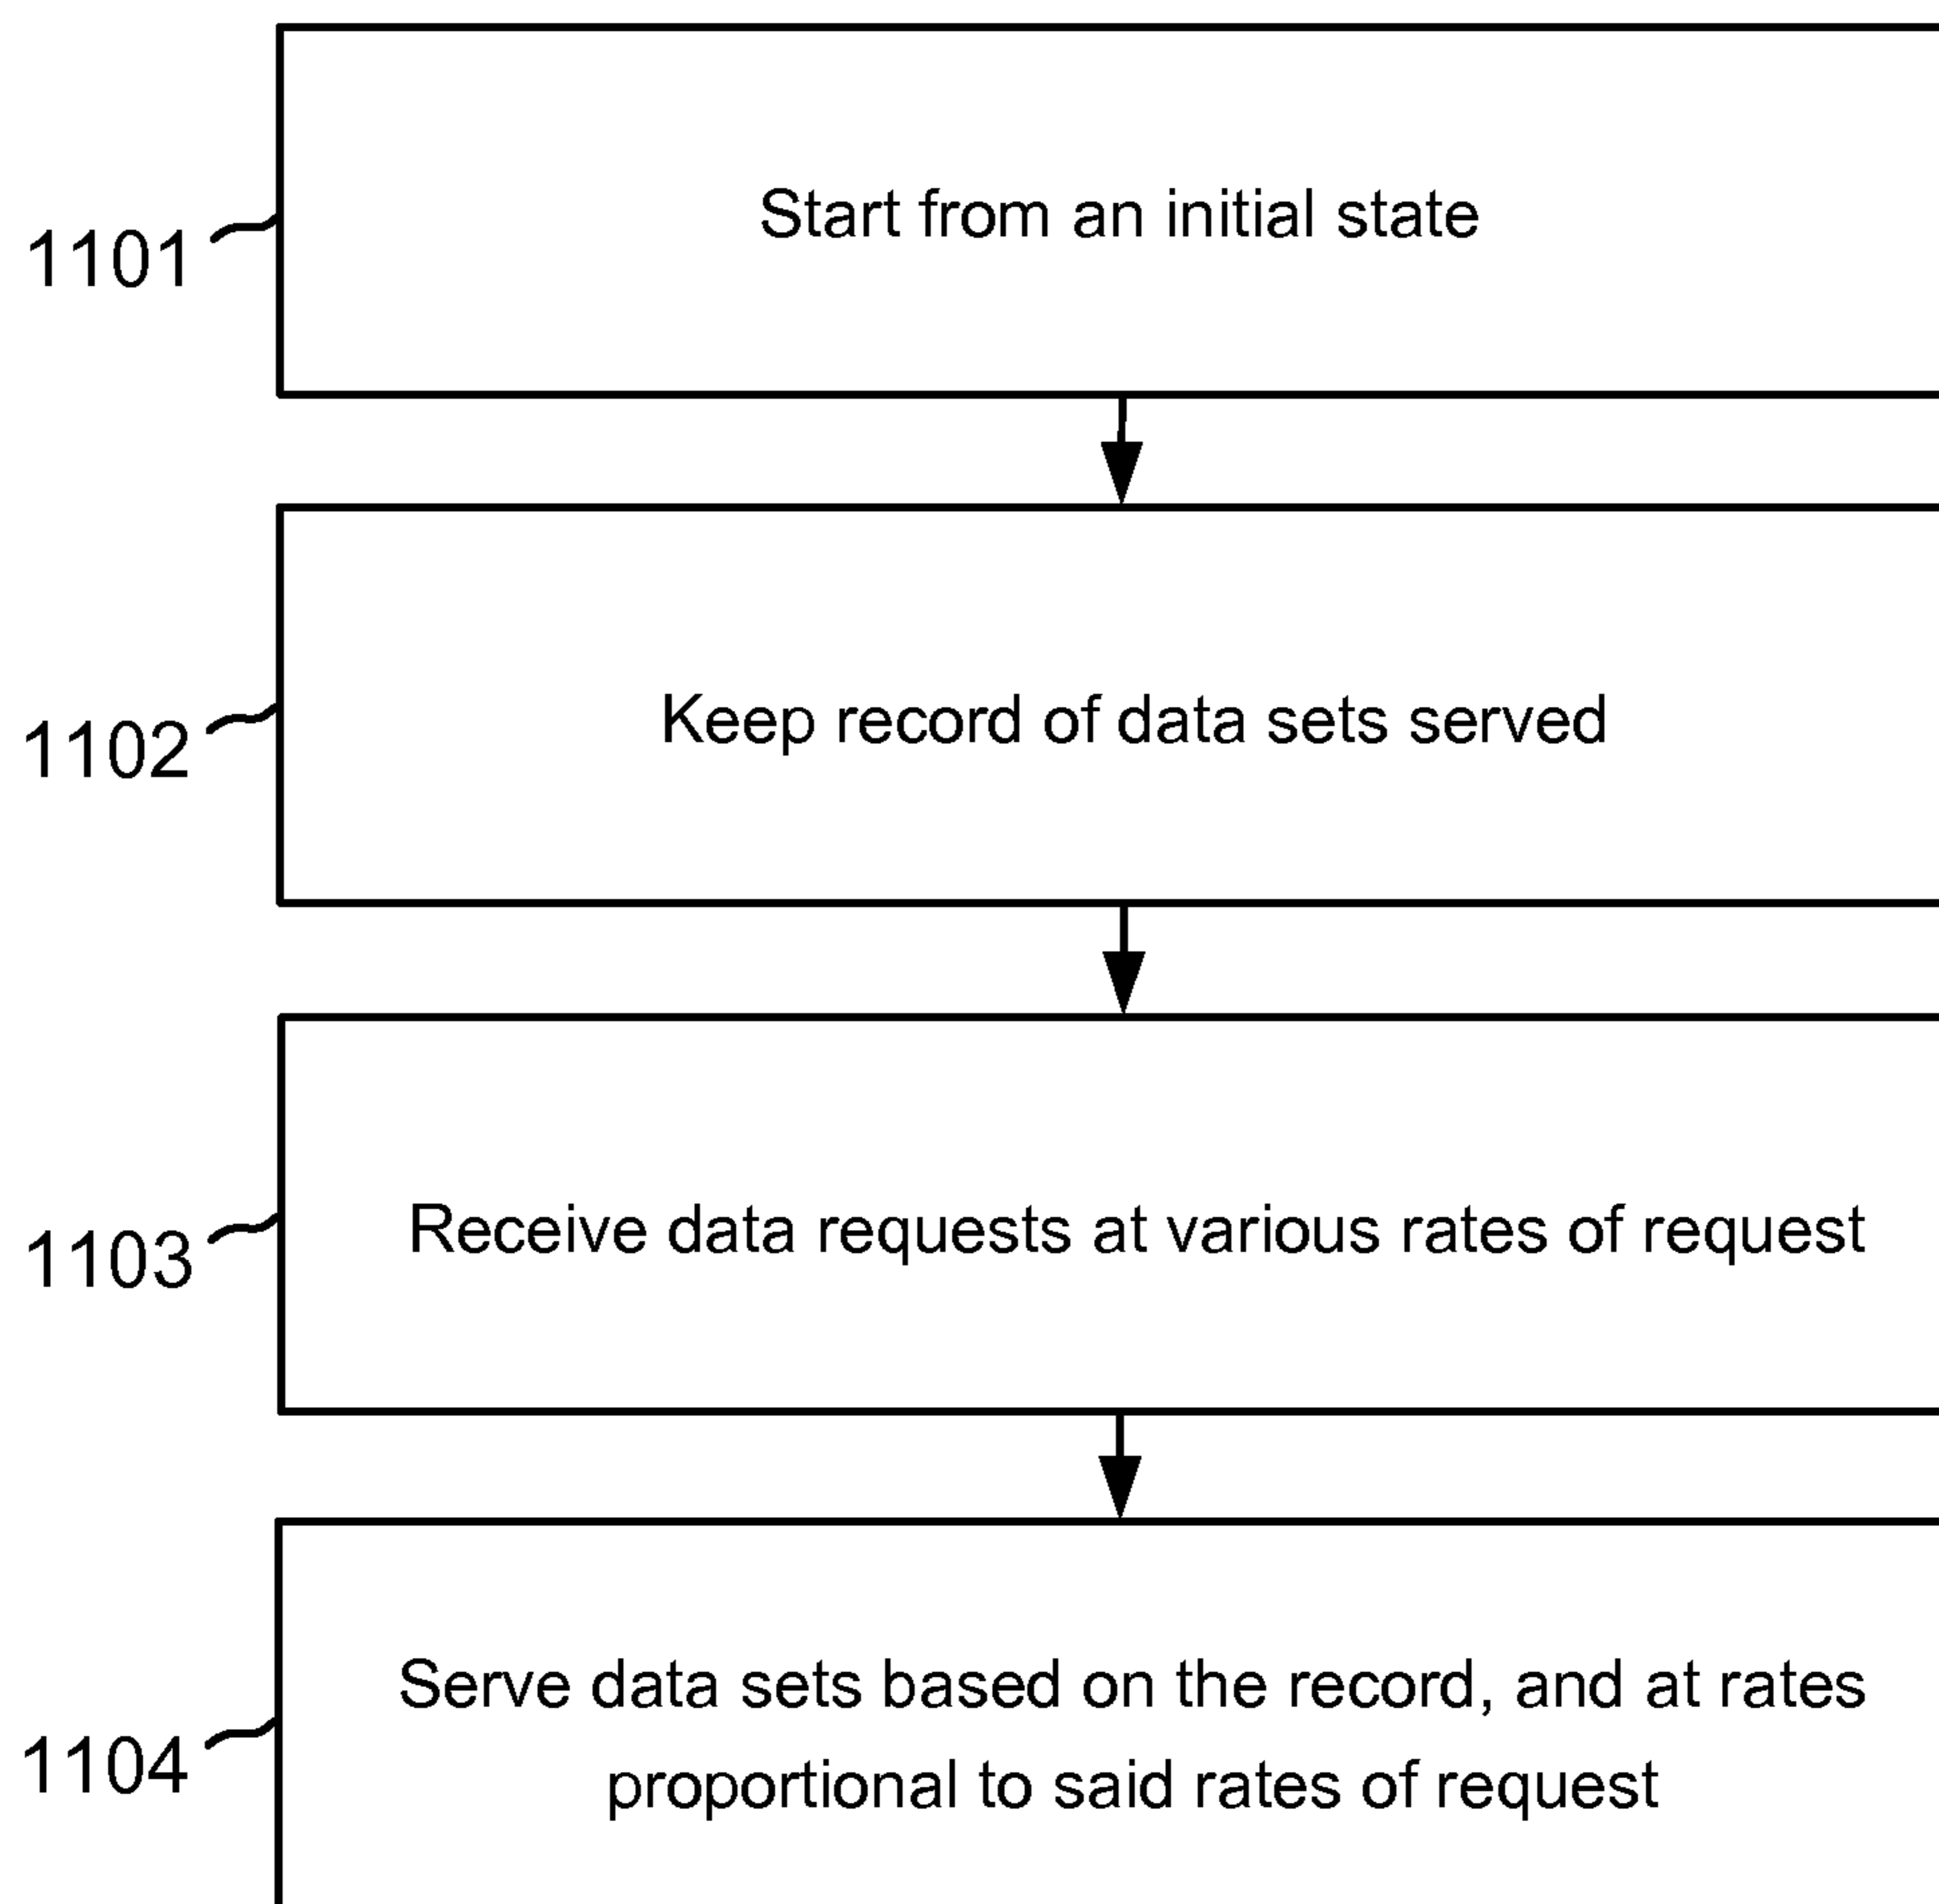 Start from an initial state
1101
Keep record of data sets served
1102
Receive data requests at various rates of request
1103
Serve data sets based on the record, and at rates
proportional to said rates of request
1104